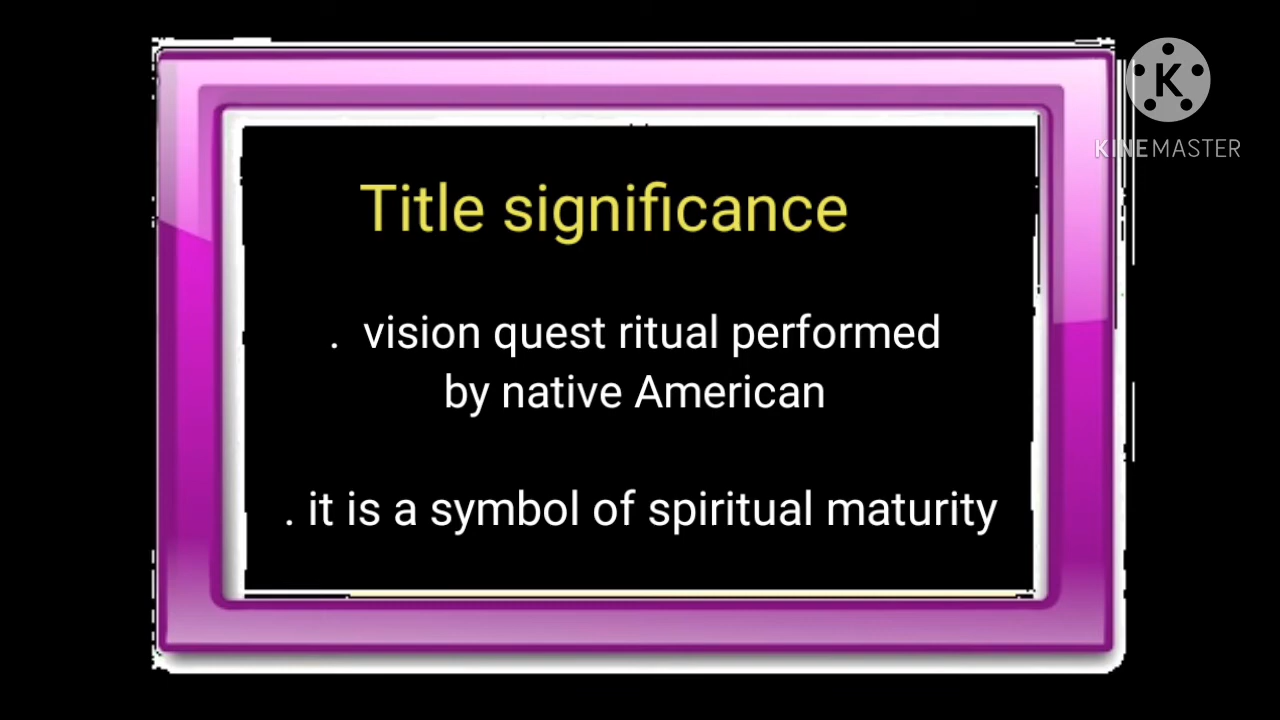 K
KINEMASTER
Title significance
. vision quest ritual performed
by native American
. it is a symbol of spiritual maturity